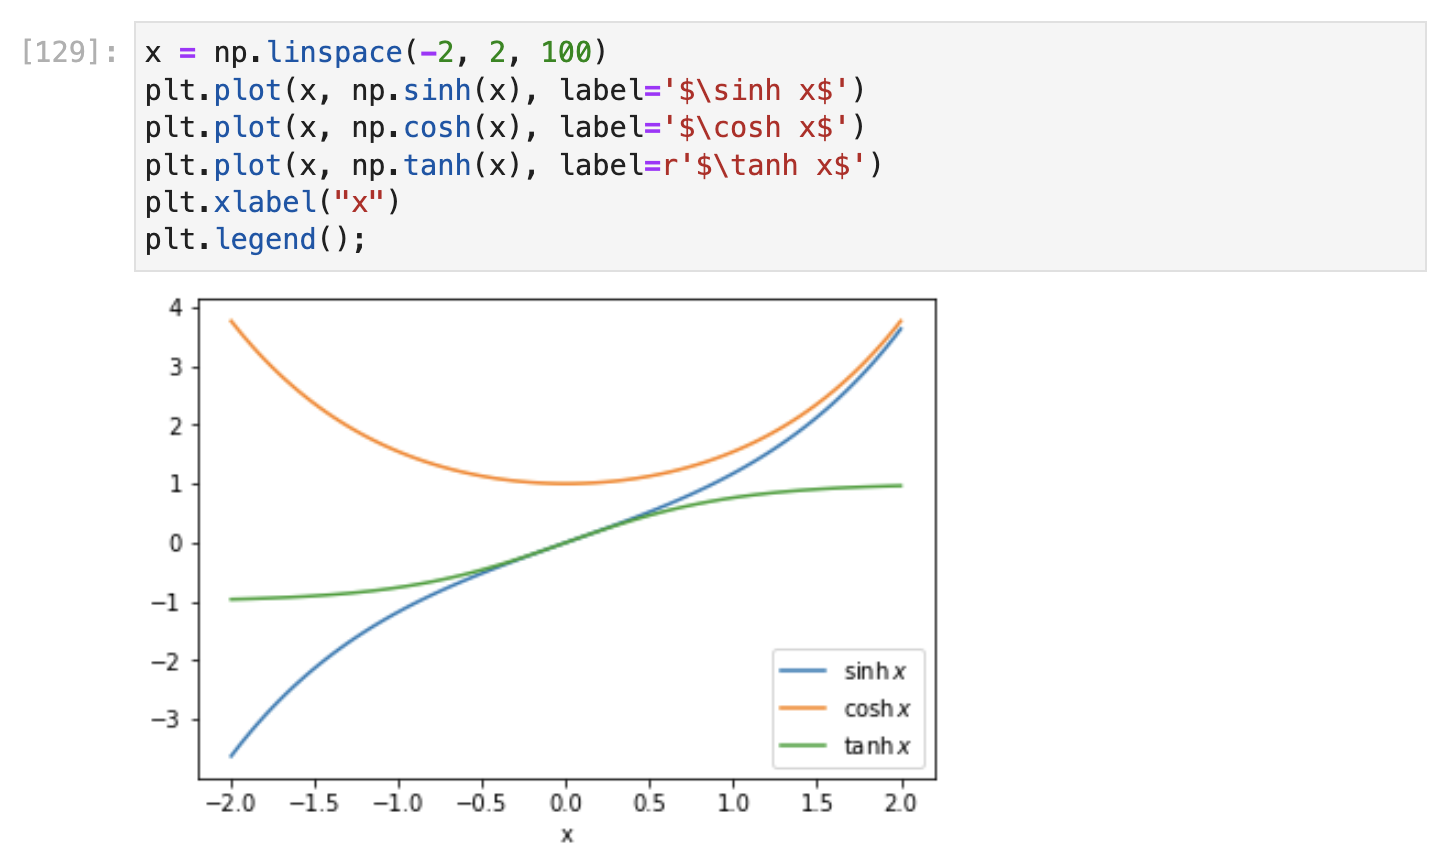 [129]: x = np.linspace(-2, 2, 100)
plt.plot(x, np.sinh(x), label='$\sinh x$')
plt.plot(x, np.cosh(x), label='$\cosh x$')
plt.plot(x, np.tanh(x), label=r'$\tanh x$')
plt.xlabel("x")
plt.legend();
4
3
2
1
0
−1
−2
−3
sinh x
cosh x
tanh x
−2.0 −1.5 −1.0 −0.5 0.0 0.5 1.0 1.5 2.0
x